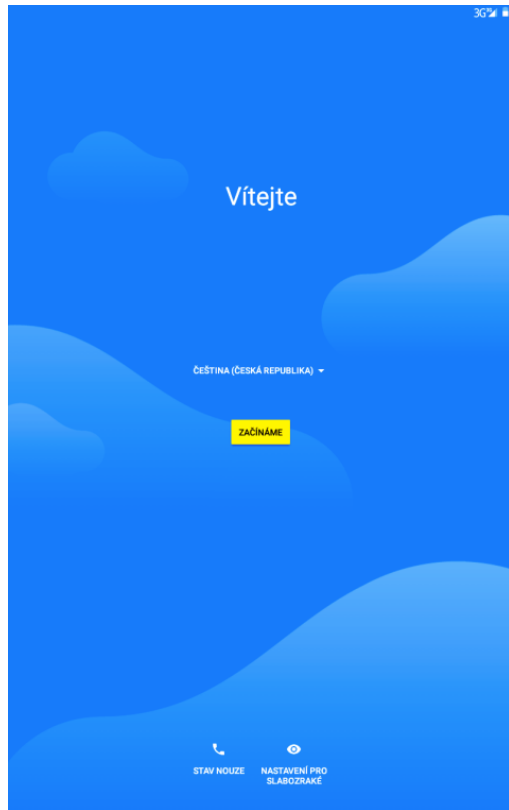 3G
Vítejte
ČEŠTINA (ČESKÁ REPUBLIKA)
ZAČÍNÁME
STAV NOUZE
NASTAVENÍ PRO
SLABOZRAKÉ